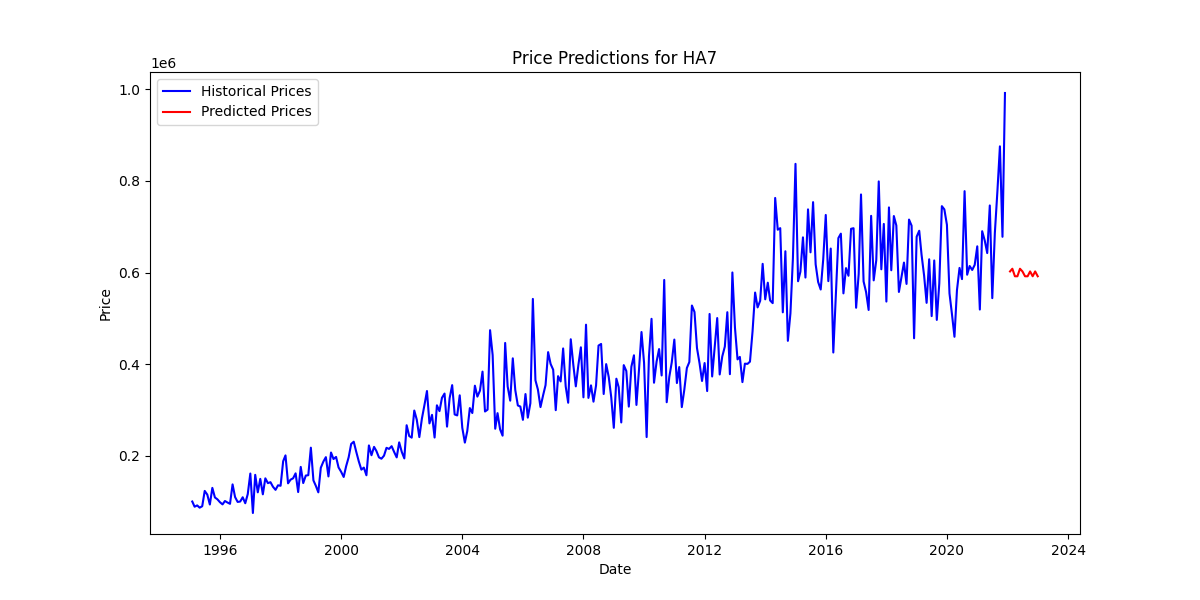 Price Predictions for HA7
1e6
Historical Prices
Predicted Prices
1.0
0.8
0.6
0.4
0.2
Price
1996 2000 2004 2008 2012 2016 2020 2024
Date